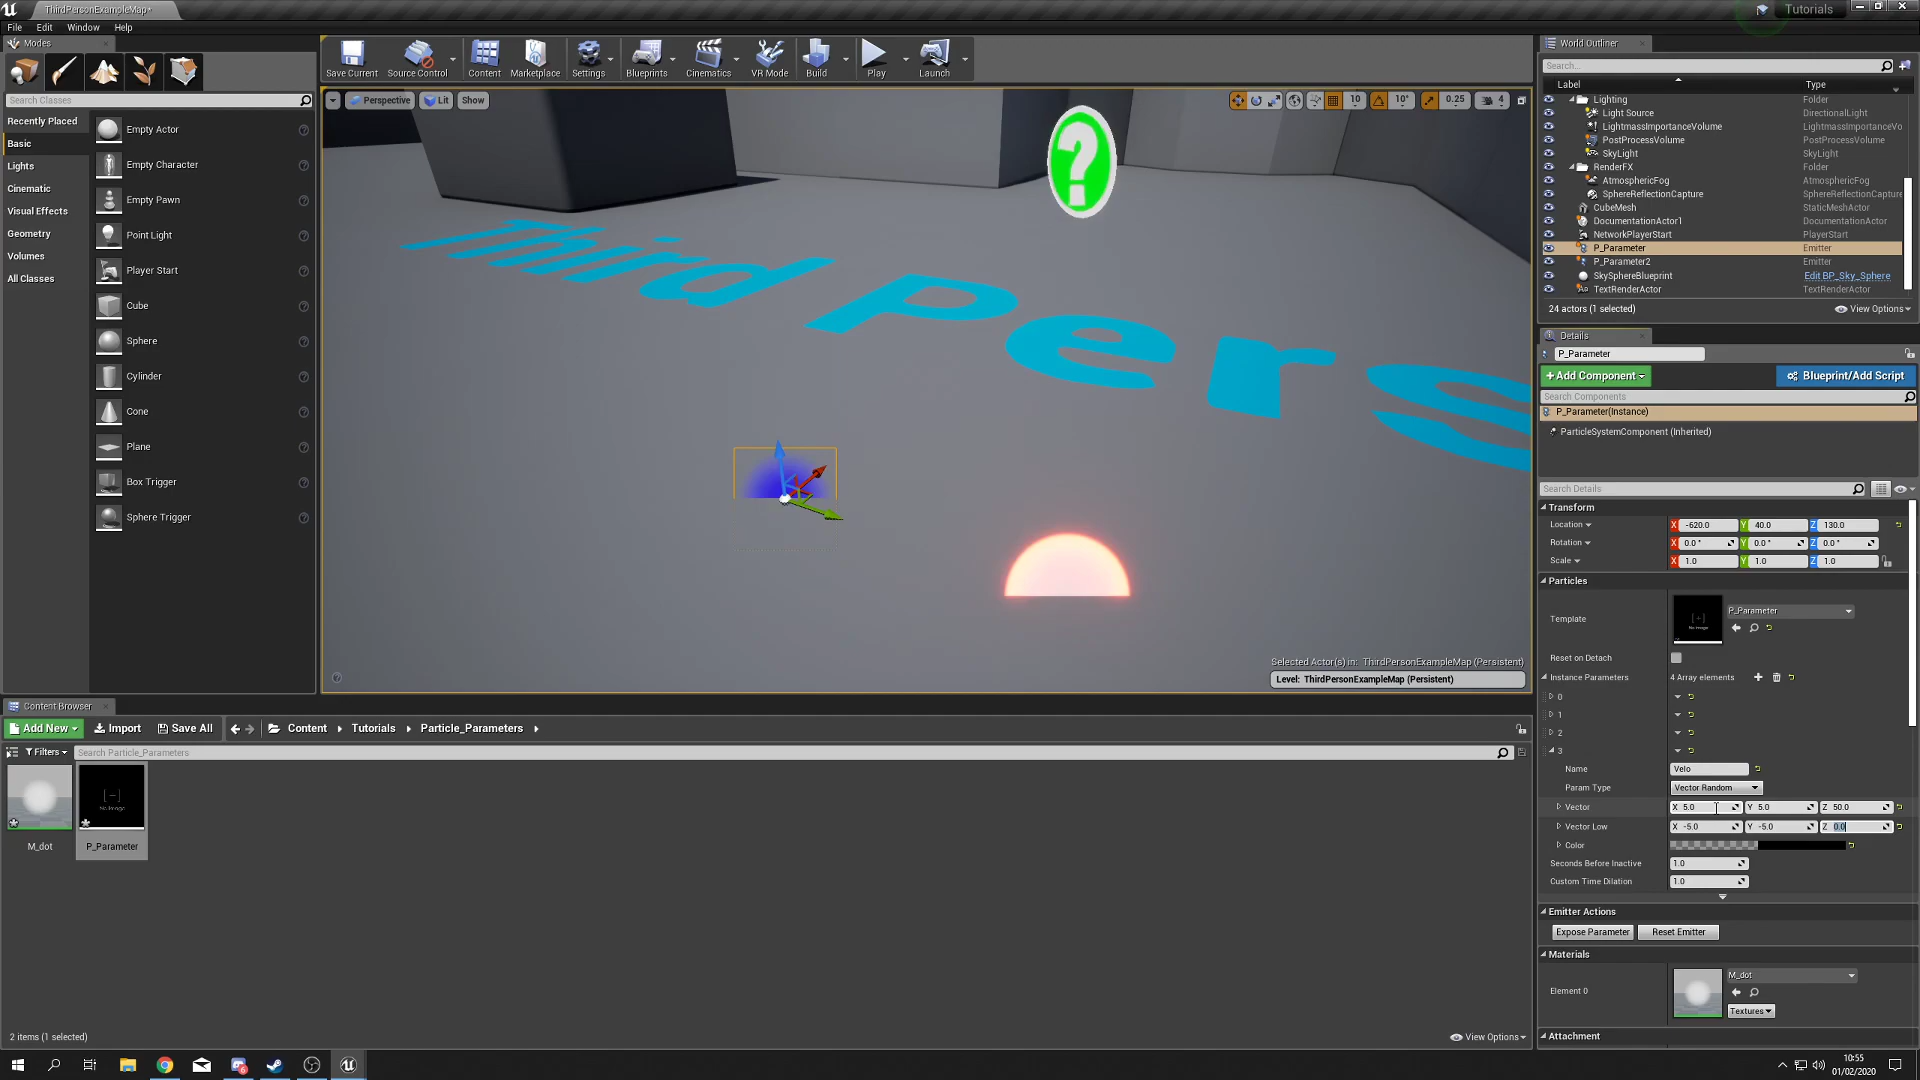 ThirdPersonExampleMap*
Tutorials
File Edit Window Help
Modes
Search Classes
Recently Placed
Basic
Lights
Cinematic
Visual Effects
Geometry
Volumes
All Classes
Empty Actor
Empty Character
Empty Pawn
Point Light
Player Start
Cube
Sphere
Cylinder
Cone
Plane
Box Trigger
Sphere Trigger
Save Current Source Control Content Marketplace Settings Blueprints Cinematics VR Mode Build Play Launch
Perspective Lit Show
10 10° 0.25 4
?
Third Pers
Selected Actor(s) in: ThirdPersonExampleMap (Persistent)
Level: ThirdPersonExampleMap (Persistent)
World Outliner
Search...
Label Type
Lighting Folder
Light Source DirectionalLight
LightmassImportanceVolume LightmassImportanceVo
PostProcessVolume PostProcessVolume
SkyLight SkyLight
RenderFX Folder
AtmosphericFog AtmosphericFog
SphereReflectionCapture SphereReflectionCapture
CubeMesh StaticMeshActor
DocumentationActor1 DocumentationActor
NetworkPlayerStart PlayerStart
P_Parameter Emitter
P_Parameter2 Emitter
SkySphereBlueprint Edit BP_Sky_Sphere
TextRenderActor TextRenderActor
24 actors (1 selected) View Options
Details
P_Parameter
+Add Component Blueprint/Add Script
Search Components
P_Parameter(Instance)
ParticleSystemComponent (Inherited)
Search Details
Transform
Location X -620.0 Y 40.0 Z 130.0
Rotation X 0.0° Y 0.0° Z 0.0°
Scale X 1.0 Y 1.0 Z 1.0
Particles
Template P_Parameter
Reset on Detach
Instance Parameters 4 Array elements
0
1
2
3
Name Velo
Param Type Vector Random
Vector X 5.0 Y 5.0 Z 50.0
Vector Low X -5.0 Y -5.0 Z 0.0
Color
Seconds Before Inactive 1.0
Custom Time Dilation 1.0
Emitter Actions
Expose Parameter Reset Emitter
Materials
Element 0 M_dot
Textures
Attachment
Content Browser
Add New Import Save All Content Tutorials Particle_Parameters
Filters Search Particle_Parameters
M_dot P_Parameter
2 items (1 selected) View Options
10:55
01/02/2020